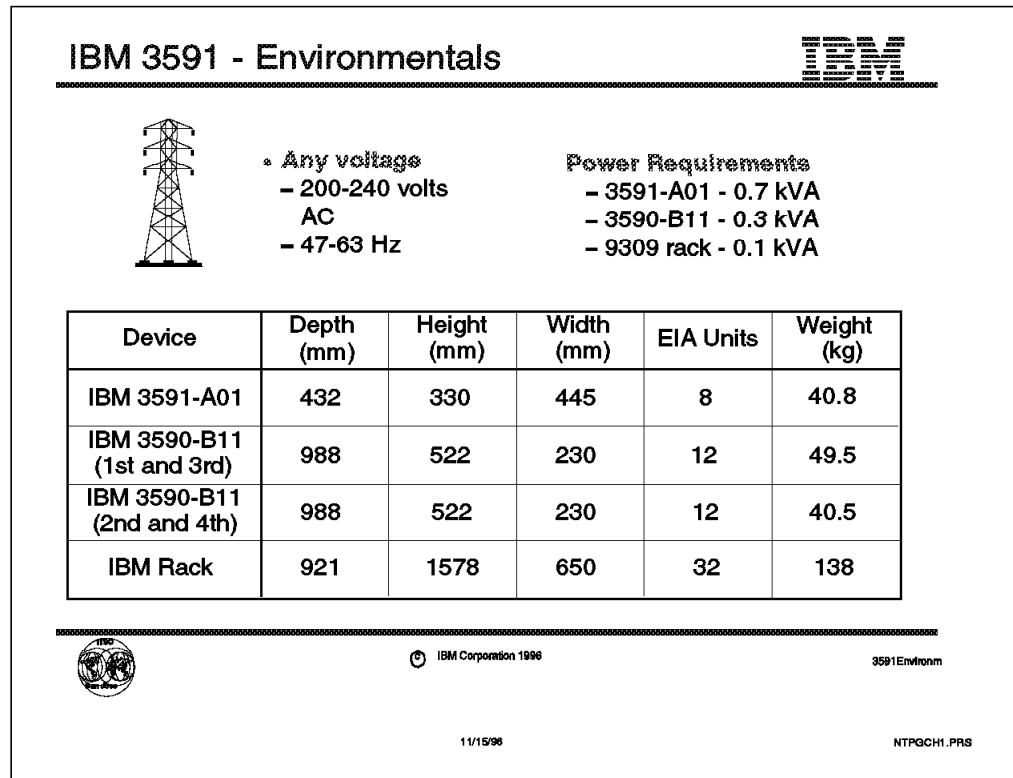 IBM 3591 - Environmentals
IBM
• Any voltage
– 200-240 volts
AC
– 47-63 Hz
Power Requirements
– 3591-A01 - 0.7 kVA
– 3590-B11 - 0.3 kVA
– 9309 rack - 0.1 kVA
Device Depth (mm) Height (mm) Width (mm) EIA Units Weight (kg)
IBM 3591-A01 432 330 445 8 40.8
IBM 3590-B11 (1st and 3rd) 988 522 230 12 49.5
IBM 3590-B11 (2nd and 4th) 988 522 230 12 40.5
IBM Rack 921 1578 650 32 138
ITSO
San Jose
© IBM Corporation 1996
3591Environm
11/15/96
NTPGCH1.PRS